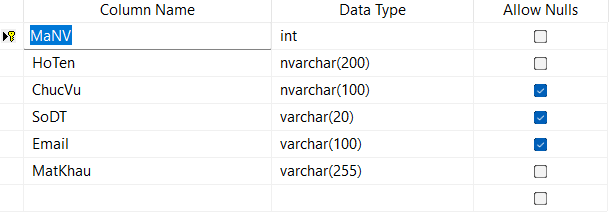 Column Name Data Type Allow Nulls
MaNV int
HoTen nvarchar(200)
ChucVu nvarchar(100)
SoDT varchar(20)
Email varchar(100)
MatKhau varchar(255)